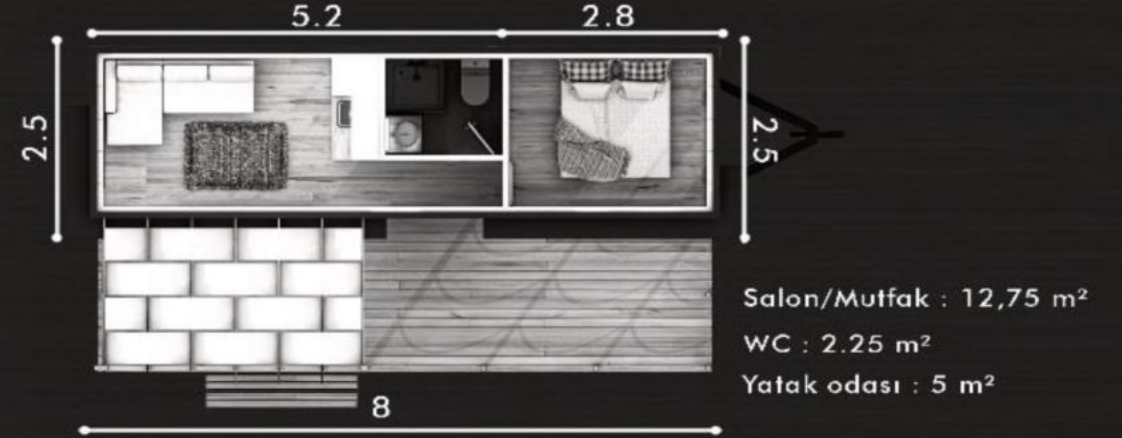 5.2
2.8
2.5
2.5
Salon/Mutfak : 12,75 m²
WC : 2.25 m²
Yatak odası : 5 m²
8